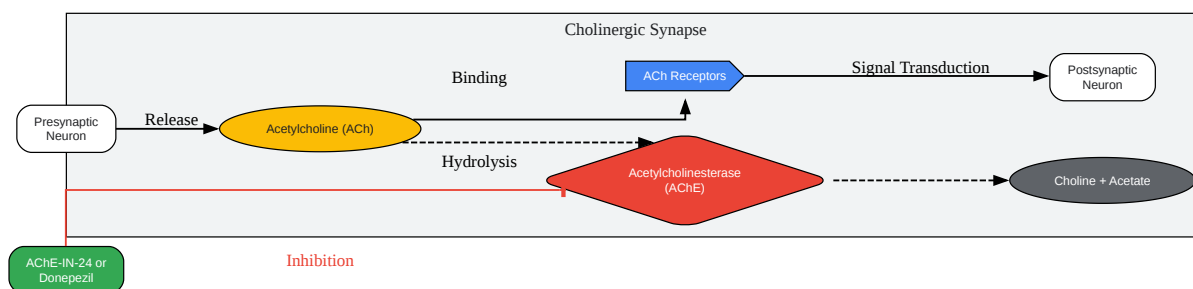 Cholinergic Synapse
Binding
ACh Receptors
Signal Transduction
Postsynaptic
Neuron
Presynaptic
Neuron
Release
Acetylcholine (ACh)
Hydrolysis
Acetylcholinesterase
(AChE)
Choline + Acetate
AChE-IN-24 or
Donepezil
Inhibition